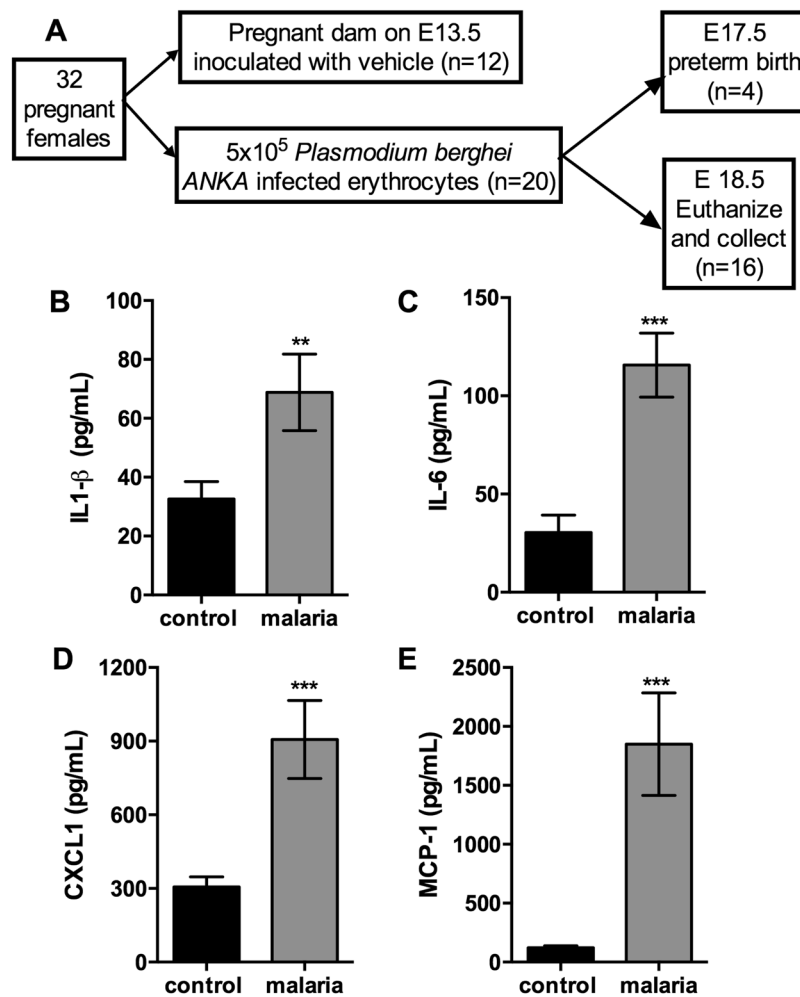 A
32
pregnant
females
Pregnant dam on E13.5
inoculated with vehicle (n=12)
5x10⁵ Plasmodium berghei
ANKA infected erythrocytes (n=20)
E17.5
preterm birth
(n=4)
E 18.5
Euthanize
and collect
(n=16)
B
IL1-β (pg/mL)
100
80
60
40
20
0
**
control malaria
C
IL-6 (pg/mL)
150
100
50
0
***
control malaria
D
CXCL1 (pg/mL)
1200
900
600
300
0
***
control malaria
E
MCP-1 (pg/mL)
2500
2000
1500
1000
500
0
***
control malaria